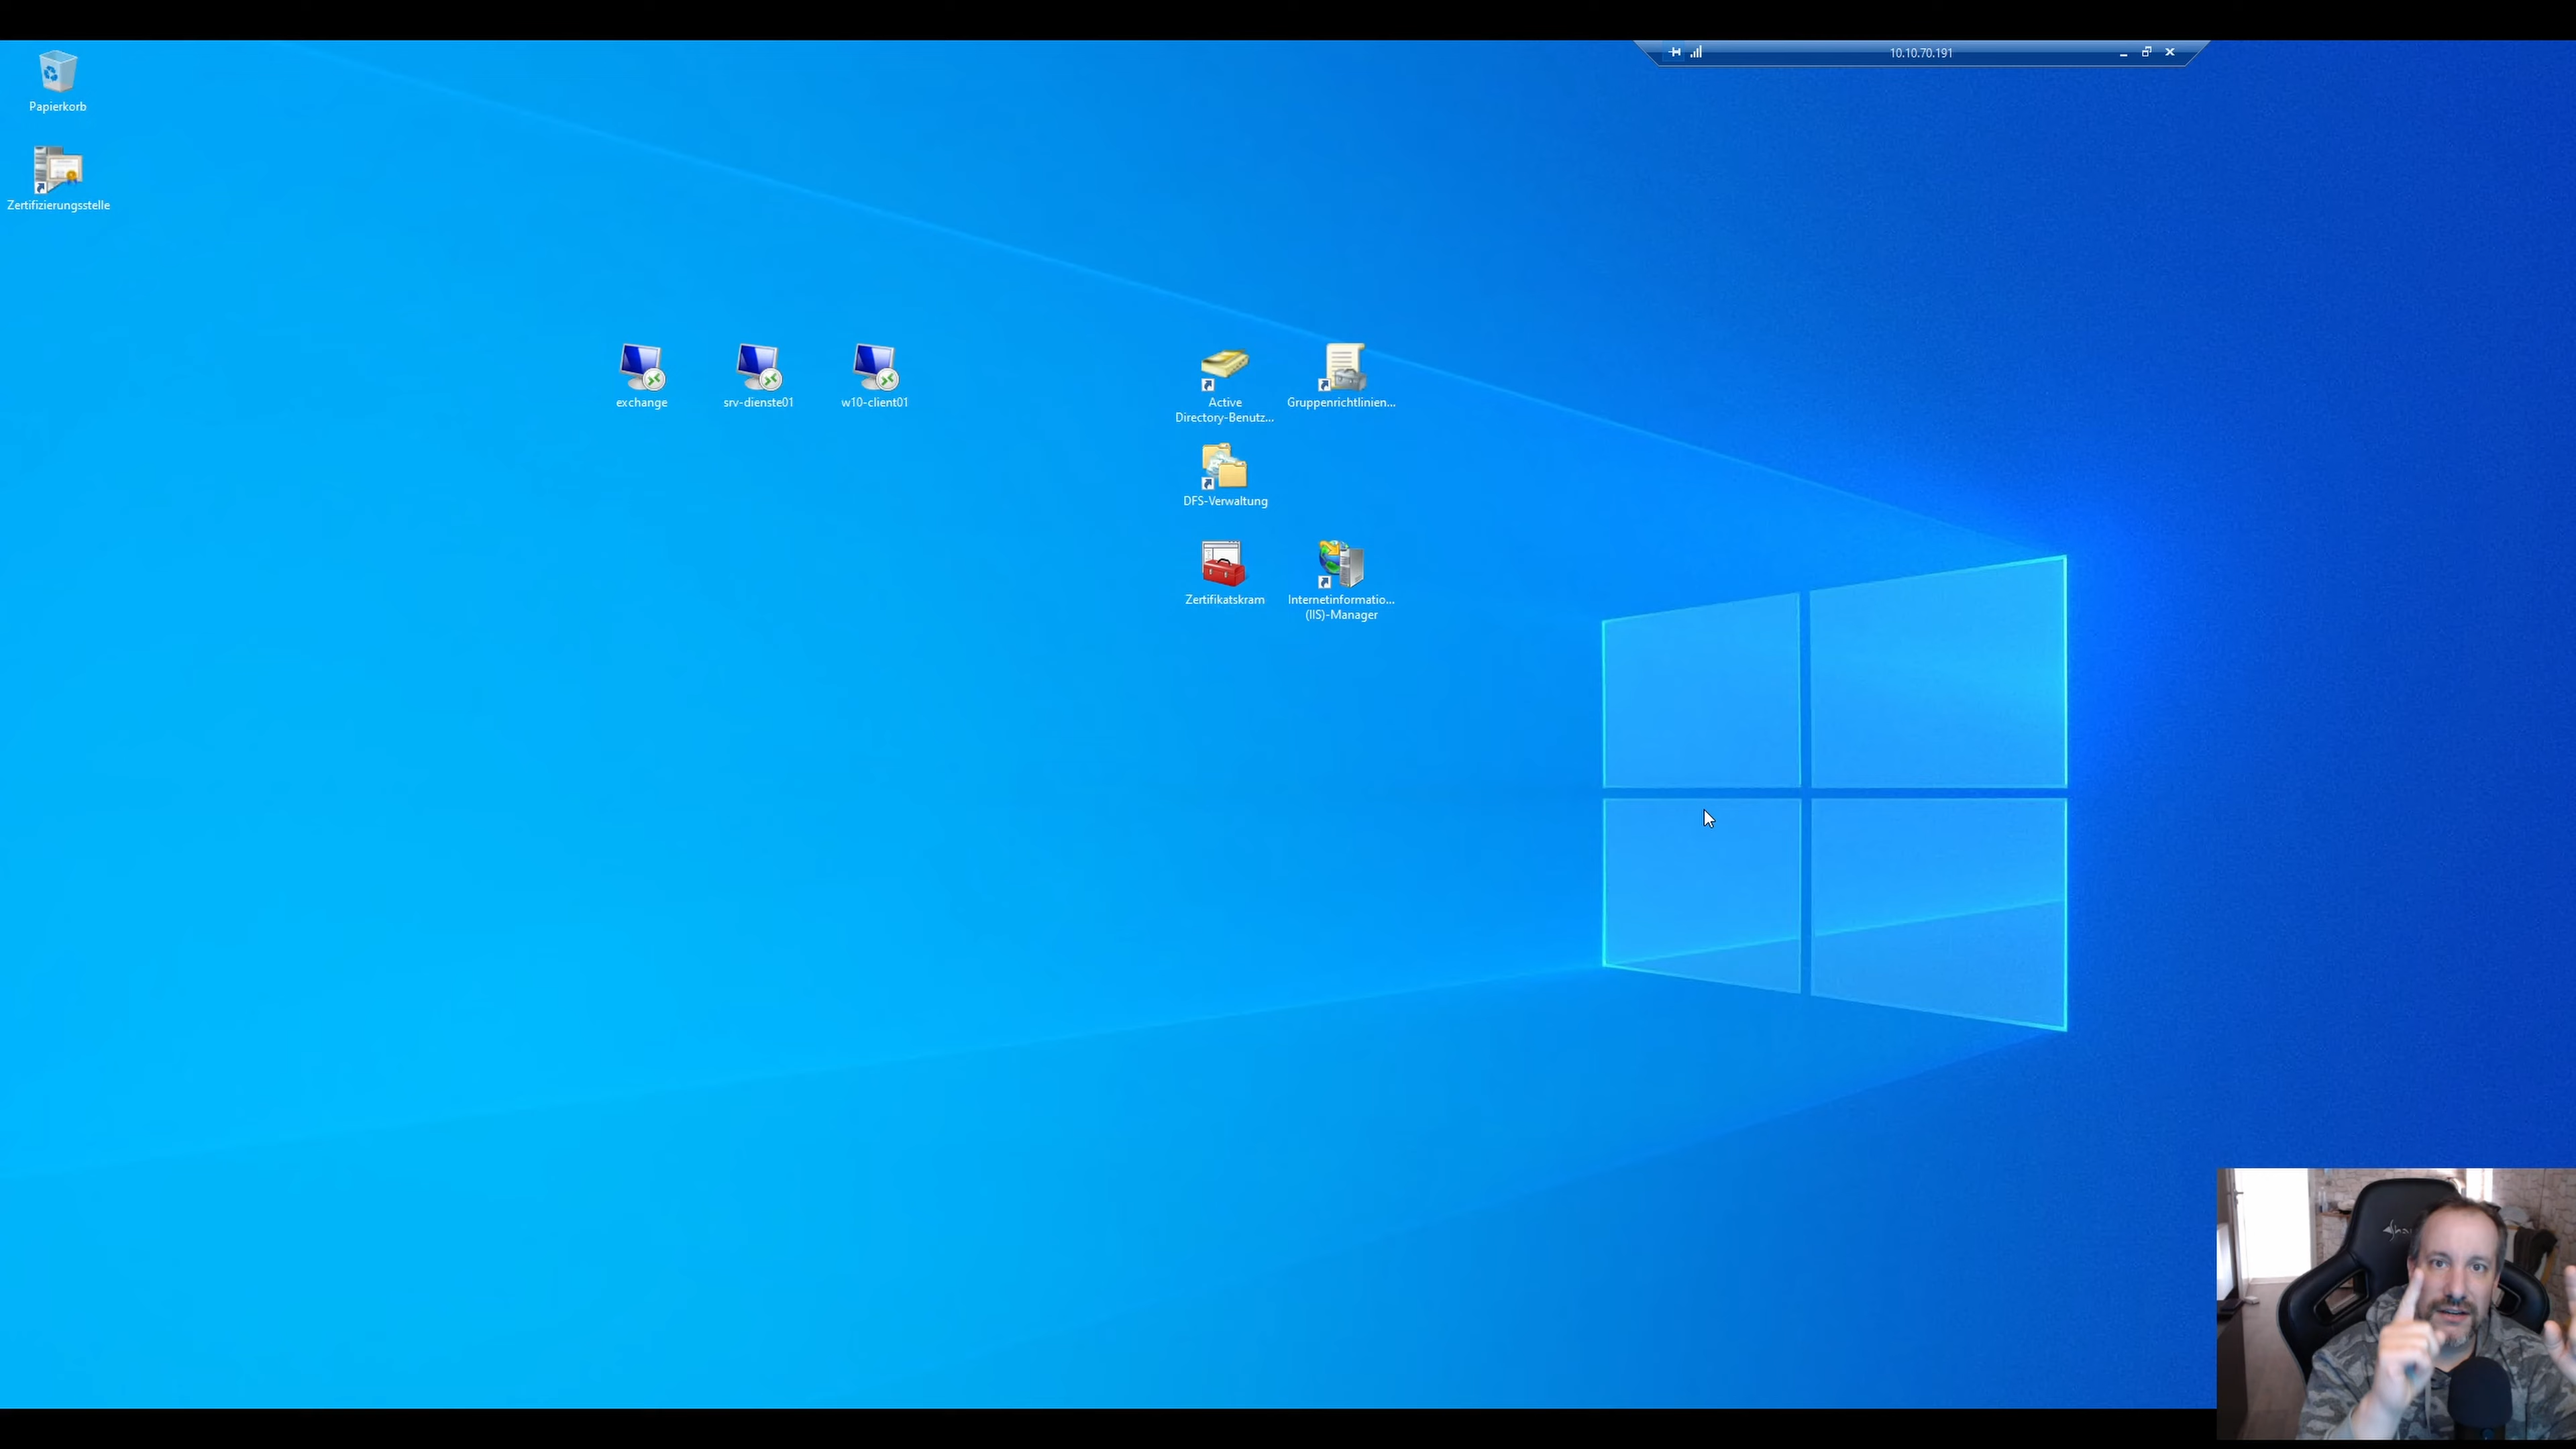 10.10.70.191
Papierkorb
Zertifizierungsstelle
exchange
srv-dienste01
w10-client01
Active
Directory-Benutz...
Gruppenrichtlinien...
DFS-Verwaltung
Zertifikatskram
Internetinformatio...
(IIS)-Manager